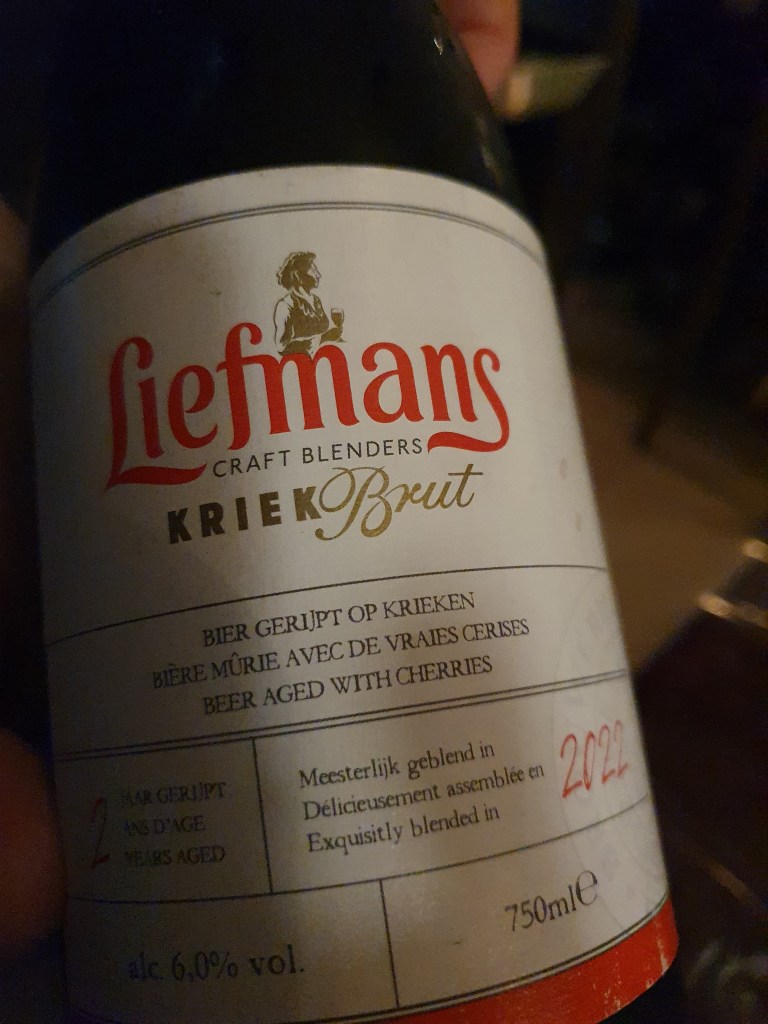 Liefmans
CRAFT BLENDERS
KRIEK Brut
BIER GERIJPT OP KRIEKEN
BIÈRE MÛRIE AVEC DE VRAIES CERISES
BEER AGED WITH CHERRIES
2
JAAR GERIJPT
ANS D'AGE
YEARS AGED
Meesterlijk geblend in
Délicieusement assemblée en
Exquisitly blended in
2022
alc. 6,0% vol.
750ml℮